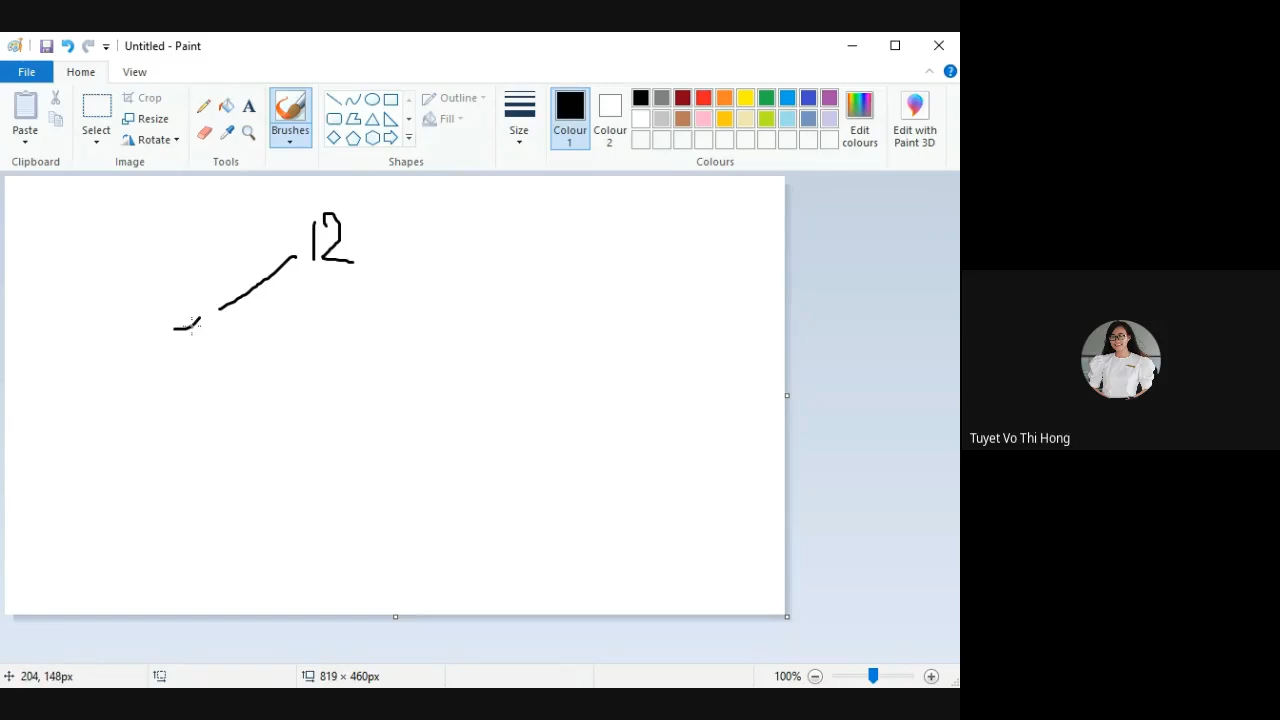 Untitled - Paint
File Home View
Paste
Clipboard
Select
Crop
Resize
Rotate
Image
Tools
Brushes
Shapes
Outline
Fill
Size
Colour 1
Colour 2
Edit colours
Colours
Edit with Paint 3D
12
Tuyet Vo Thi Hong
204, 148px
819 × 460px
100%